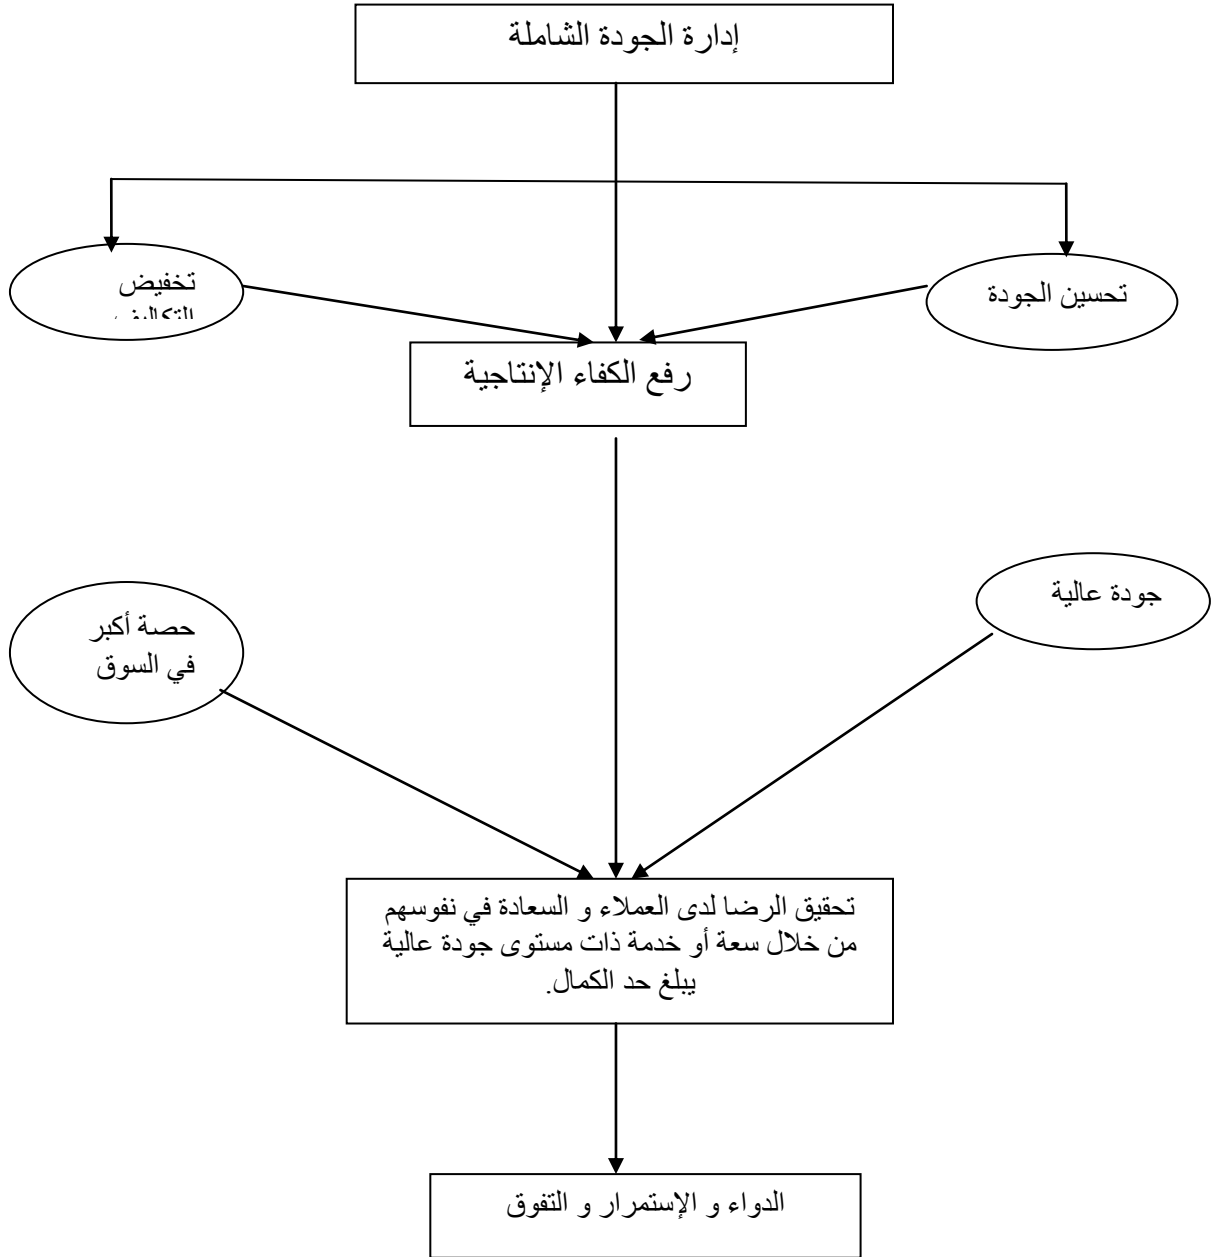 إدارة الجودة الشاملة
تحسين الجودة
تخفيض
رفع الكفاء الإنتاجية
جودة عالية
حصة أكبر
في السوق
تحقيق الرضا لدى العملاء و السعادة في نفوسهم
من خلال سعة أو خدمة ذات مستوى جودة عالية
يبلغ حد الكمال.
الدواء و الإستمرار و التفوق